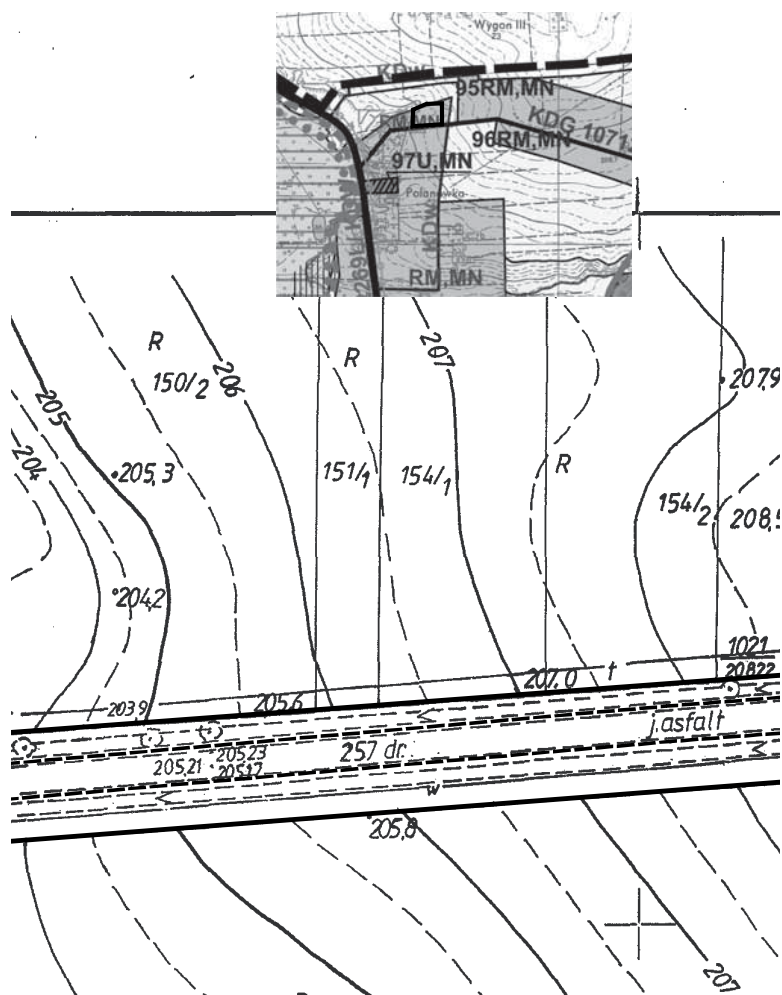 Wygon III
23
KDw
95RM,MN
RM,MN
KDG 1071
96RM,MN
97U,MN
Polanówka
KDw
RM,MN
R
207
R
150/2
206
207,9
205
R
204
205,3
151/1
154/1
154/2
208,5
204,2
1021
208,22
t
207,0
205,6
203,9
j.asfalt
257 dr.
205,23
205,21
205,17
w
205,8
207